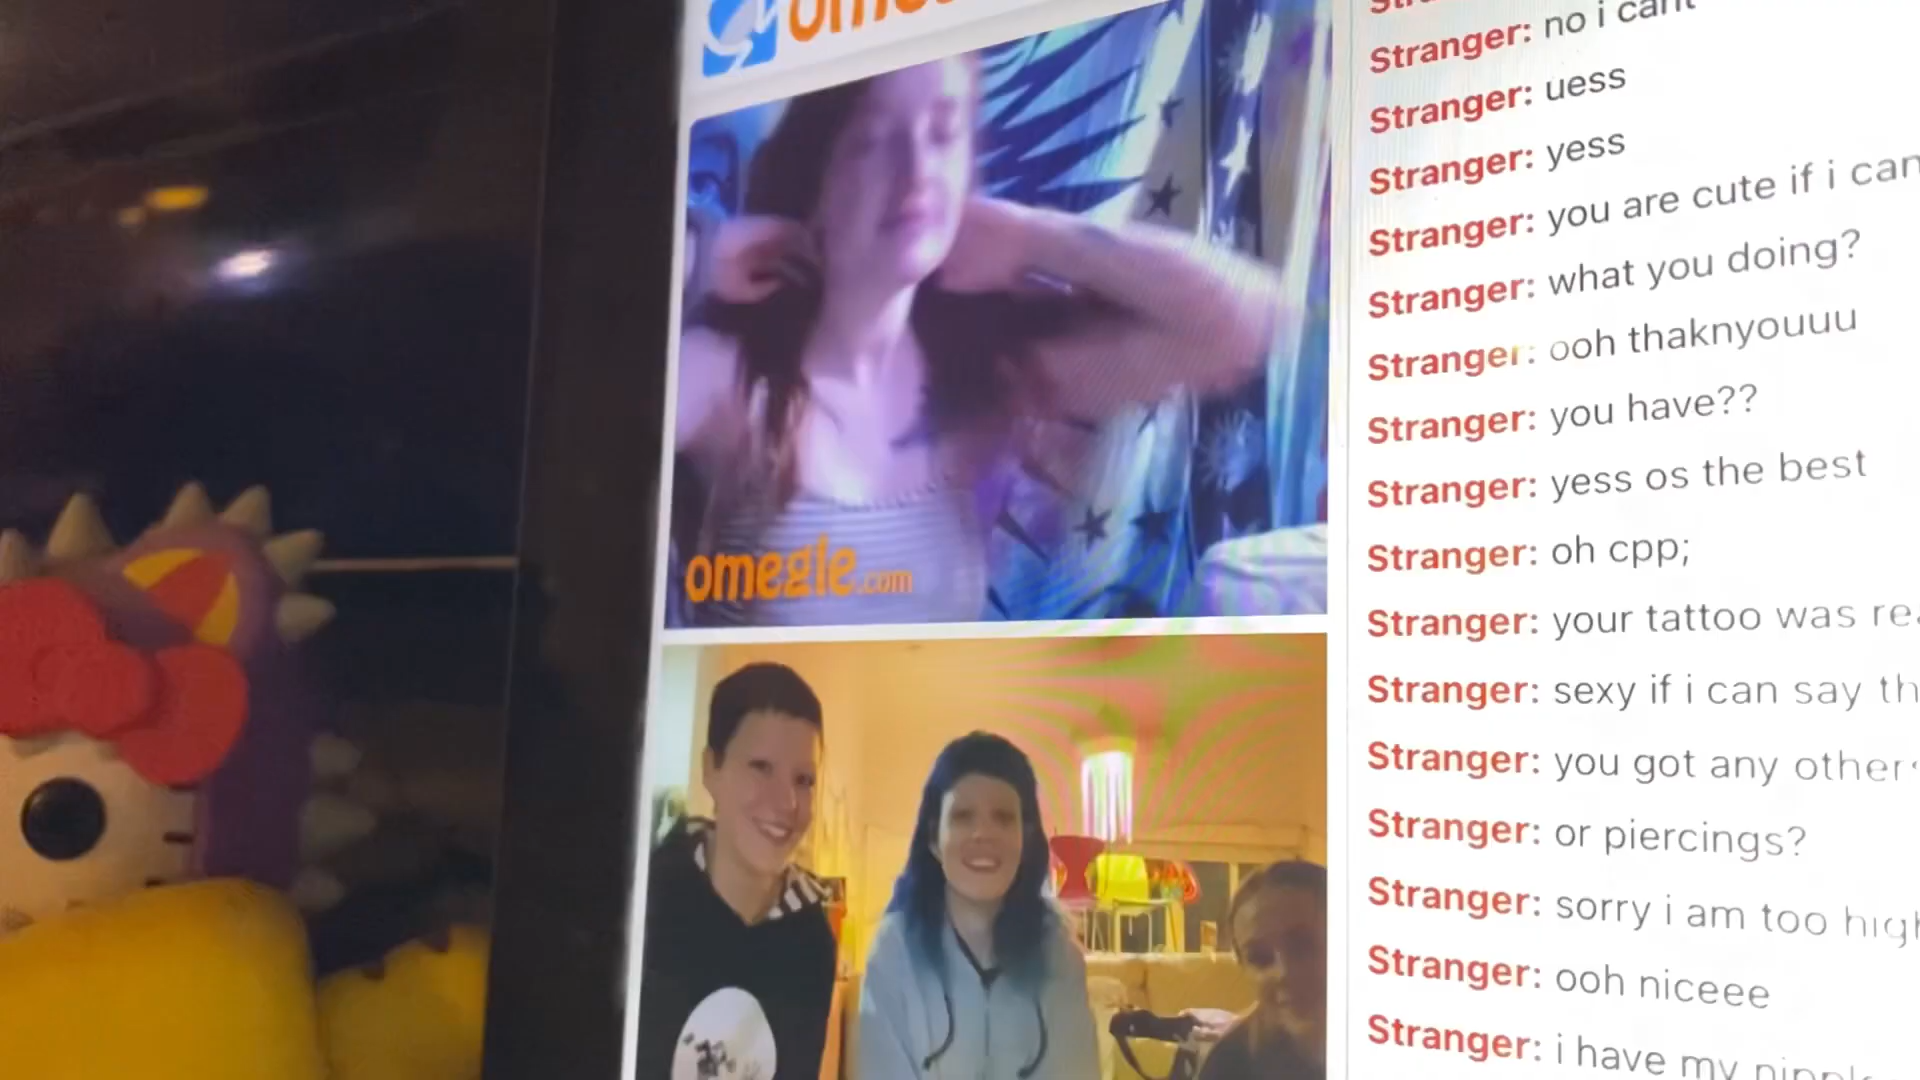 omegle.com
Stranger: no i cant
Stranger: uess
Stranger: yess
Stranger: you are cute if i can
Stranger: what you doing?
Stranger: ooh thaknyouuu
Stranger: you have??
Stranger: yess os the best
Stranger: oh cpp;
Stranger: your tattoo was
Stranger: sexy if i can say
Stranger: you got any other
Stranger: or piercings?
Stranger: sorry i am too
Stranger: ooh niceee
Stranger: i have my